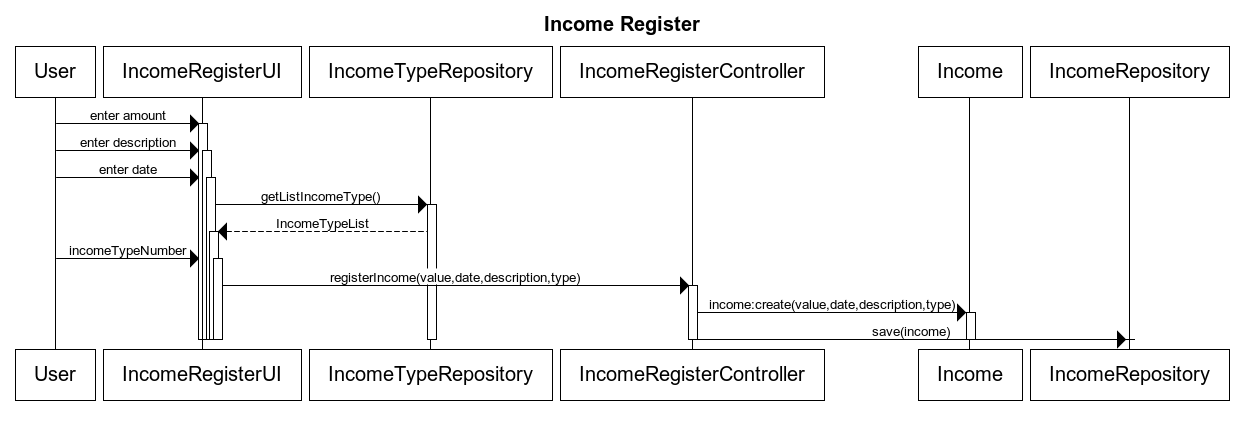 Income Register
User
IncomeRegisterUI
IncomeTypeRepository
IncomeRegisterController
Income
IncomeRepository
enter amount
enter description
enter date
getListIncomeType()
IncomeTypeList
incomeTypeNumber
registerIncome(value,date,description,type)
income:create(value,date,description,type)
save(income)
User
IncomeRegisterUI
IncomeTypeRepository
IncomeRegisterController
Income
IncomeRepository